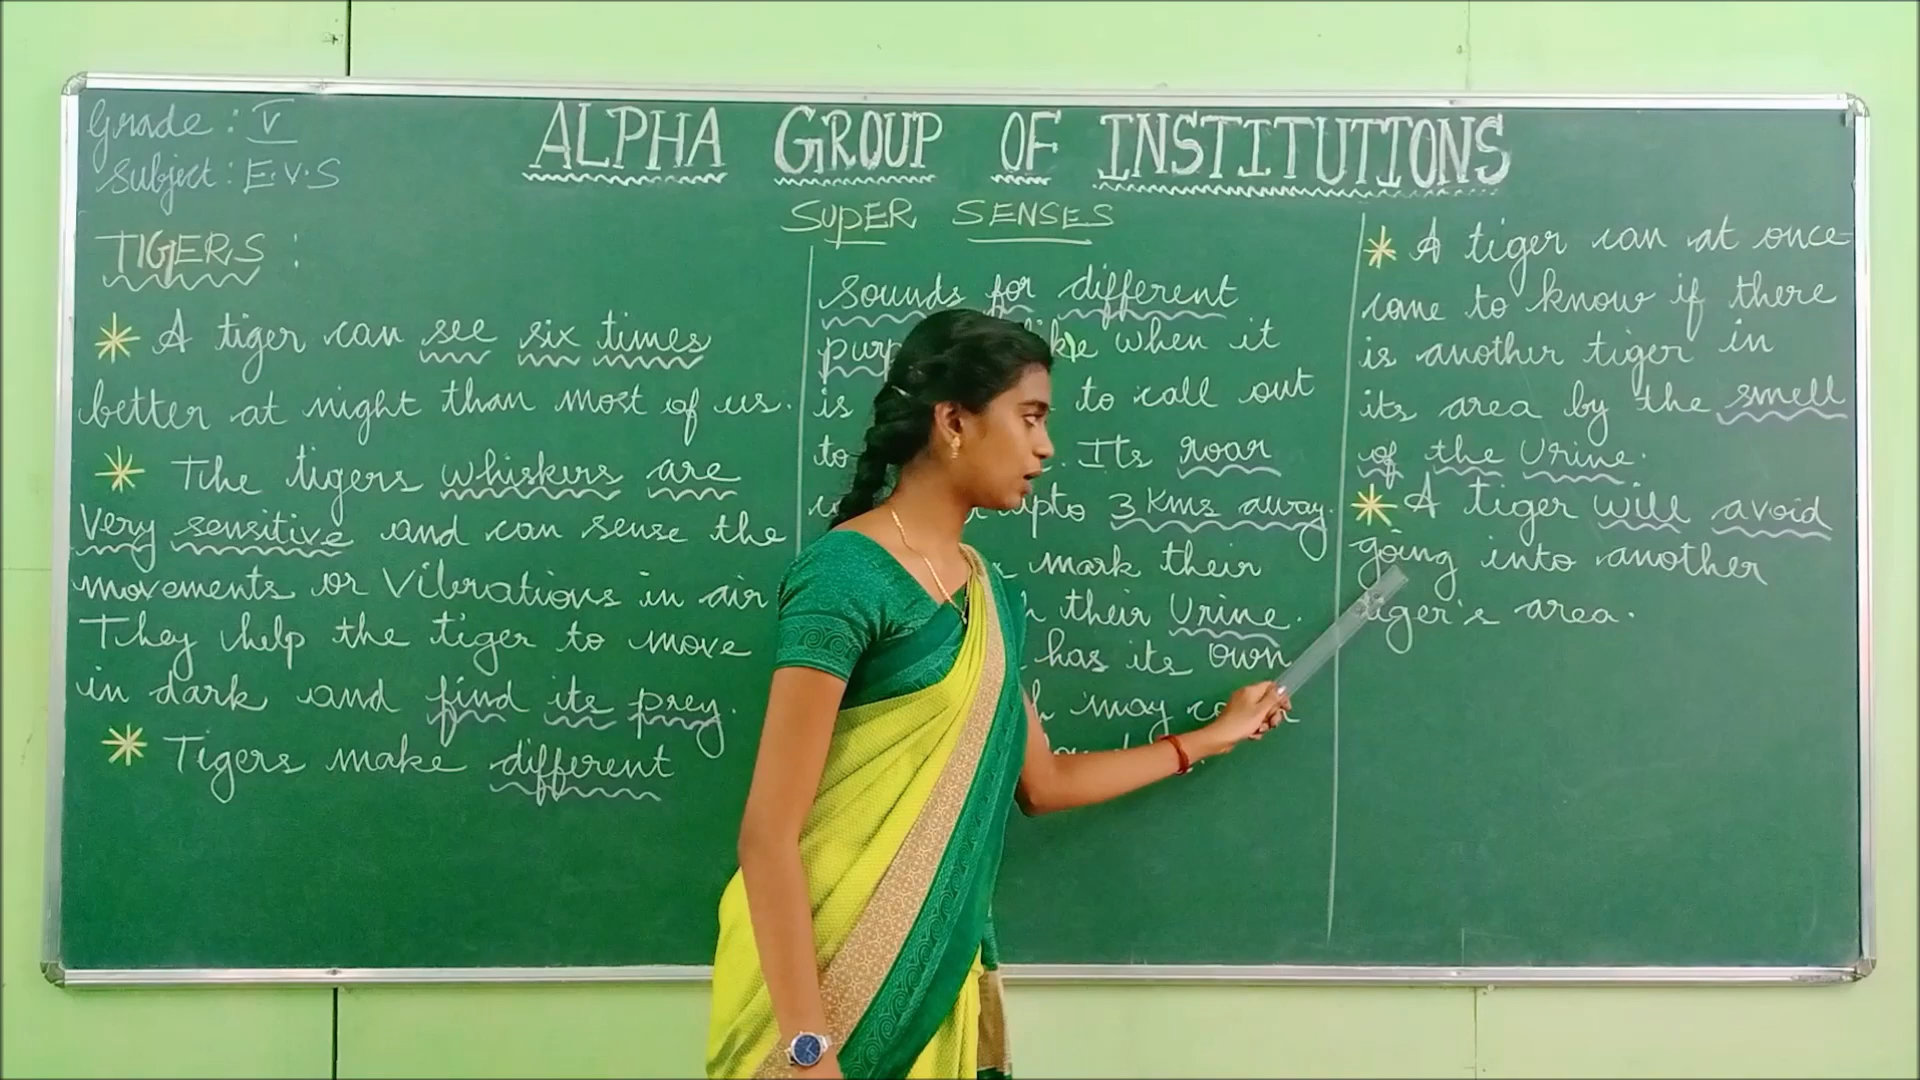 Grade : V
Subject : E.V.S
ALPHA GROUP OF INSTITUTIONS
SUPER SENSES
TIGERS :
A tiger can see six times
better at night than most of us.
The tigers whiskers are
very sensitive and can sense the
movements or Vibrations in air
They help the tiger to move
in dark and find its prey.
Tigers make different
Sounds for different
like when it
is to call out
to Its roar
upto 3 Kms away.
mark their
their Urine.
has its own
may
A tiger can at once
come to know if there
is another tiger in
its area by the smell
of the Urine.
A tiger will avoid
going into another
tiger's area.